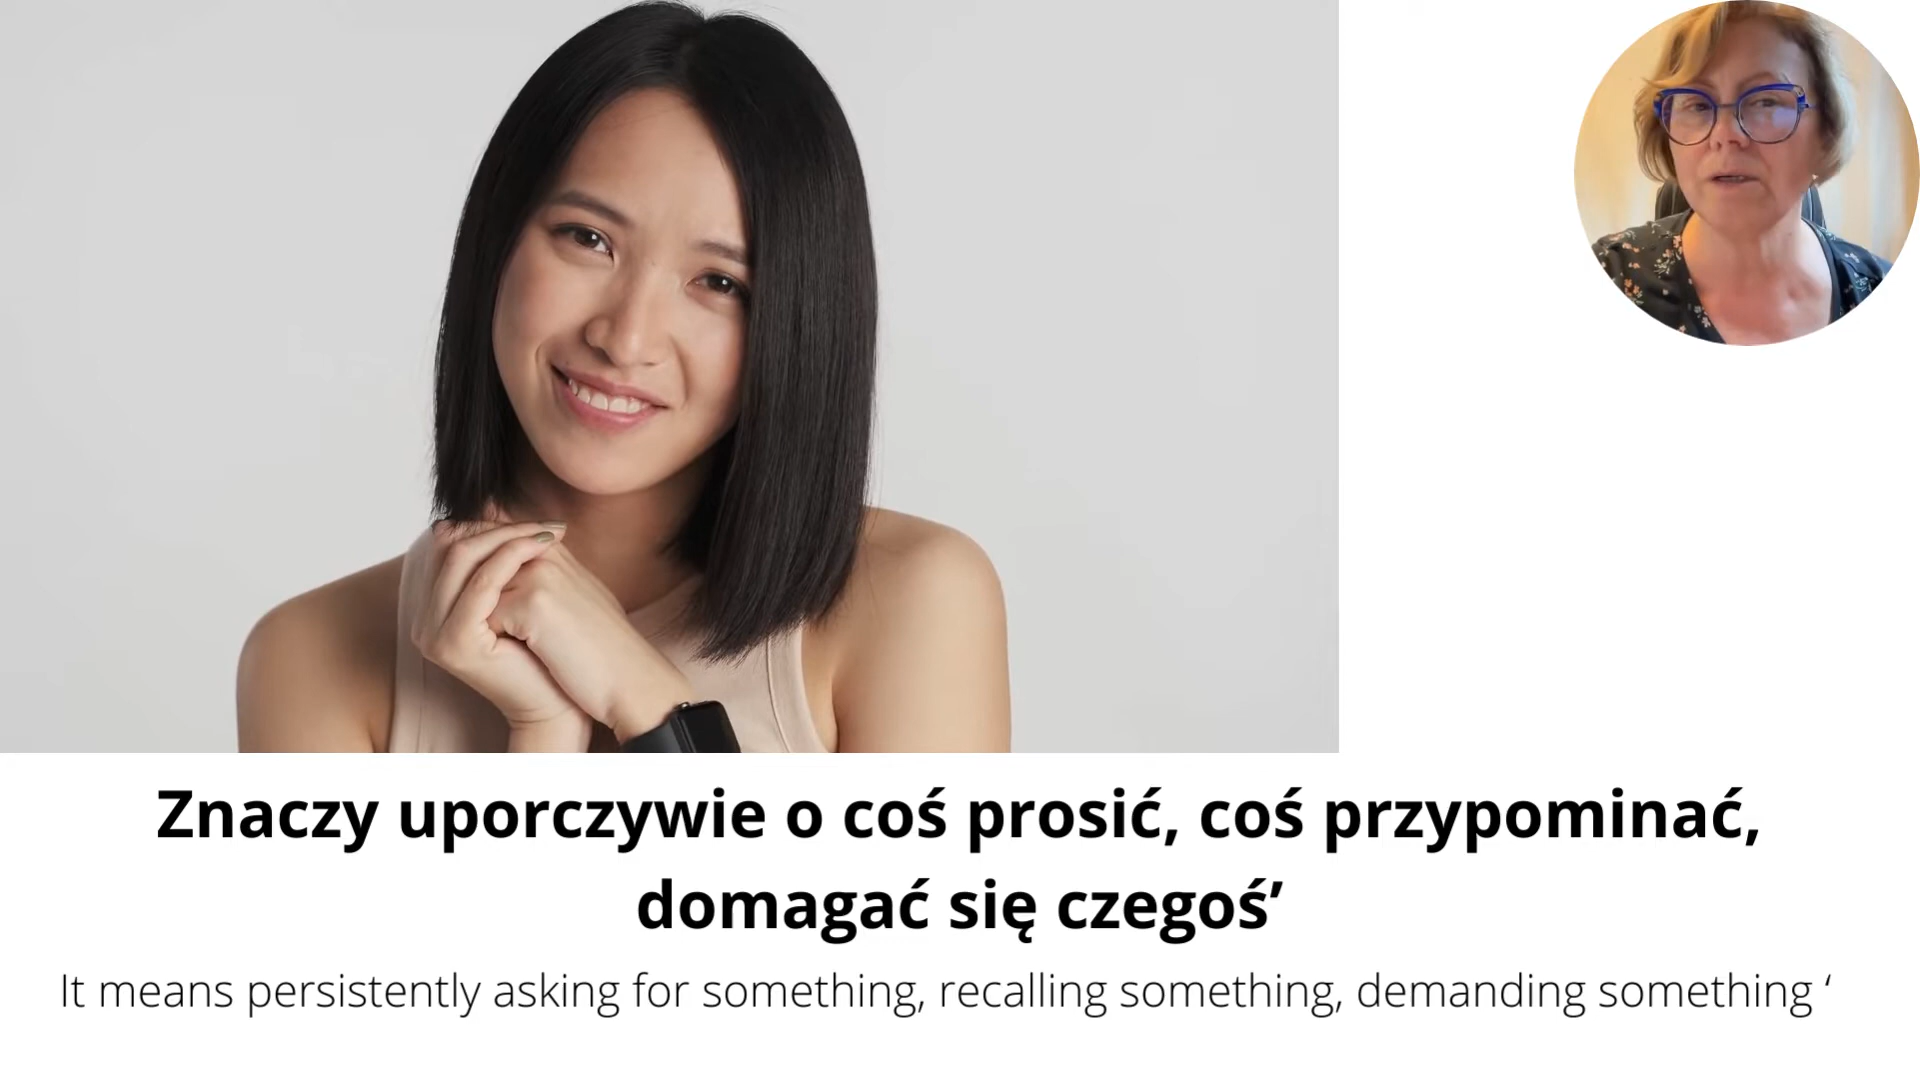 Znaczy uporczywie o coś prosić, coś przypominać,
domagać się czegoś’
It means persistently asking for something, recalling something, demanding something ‘